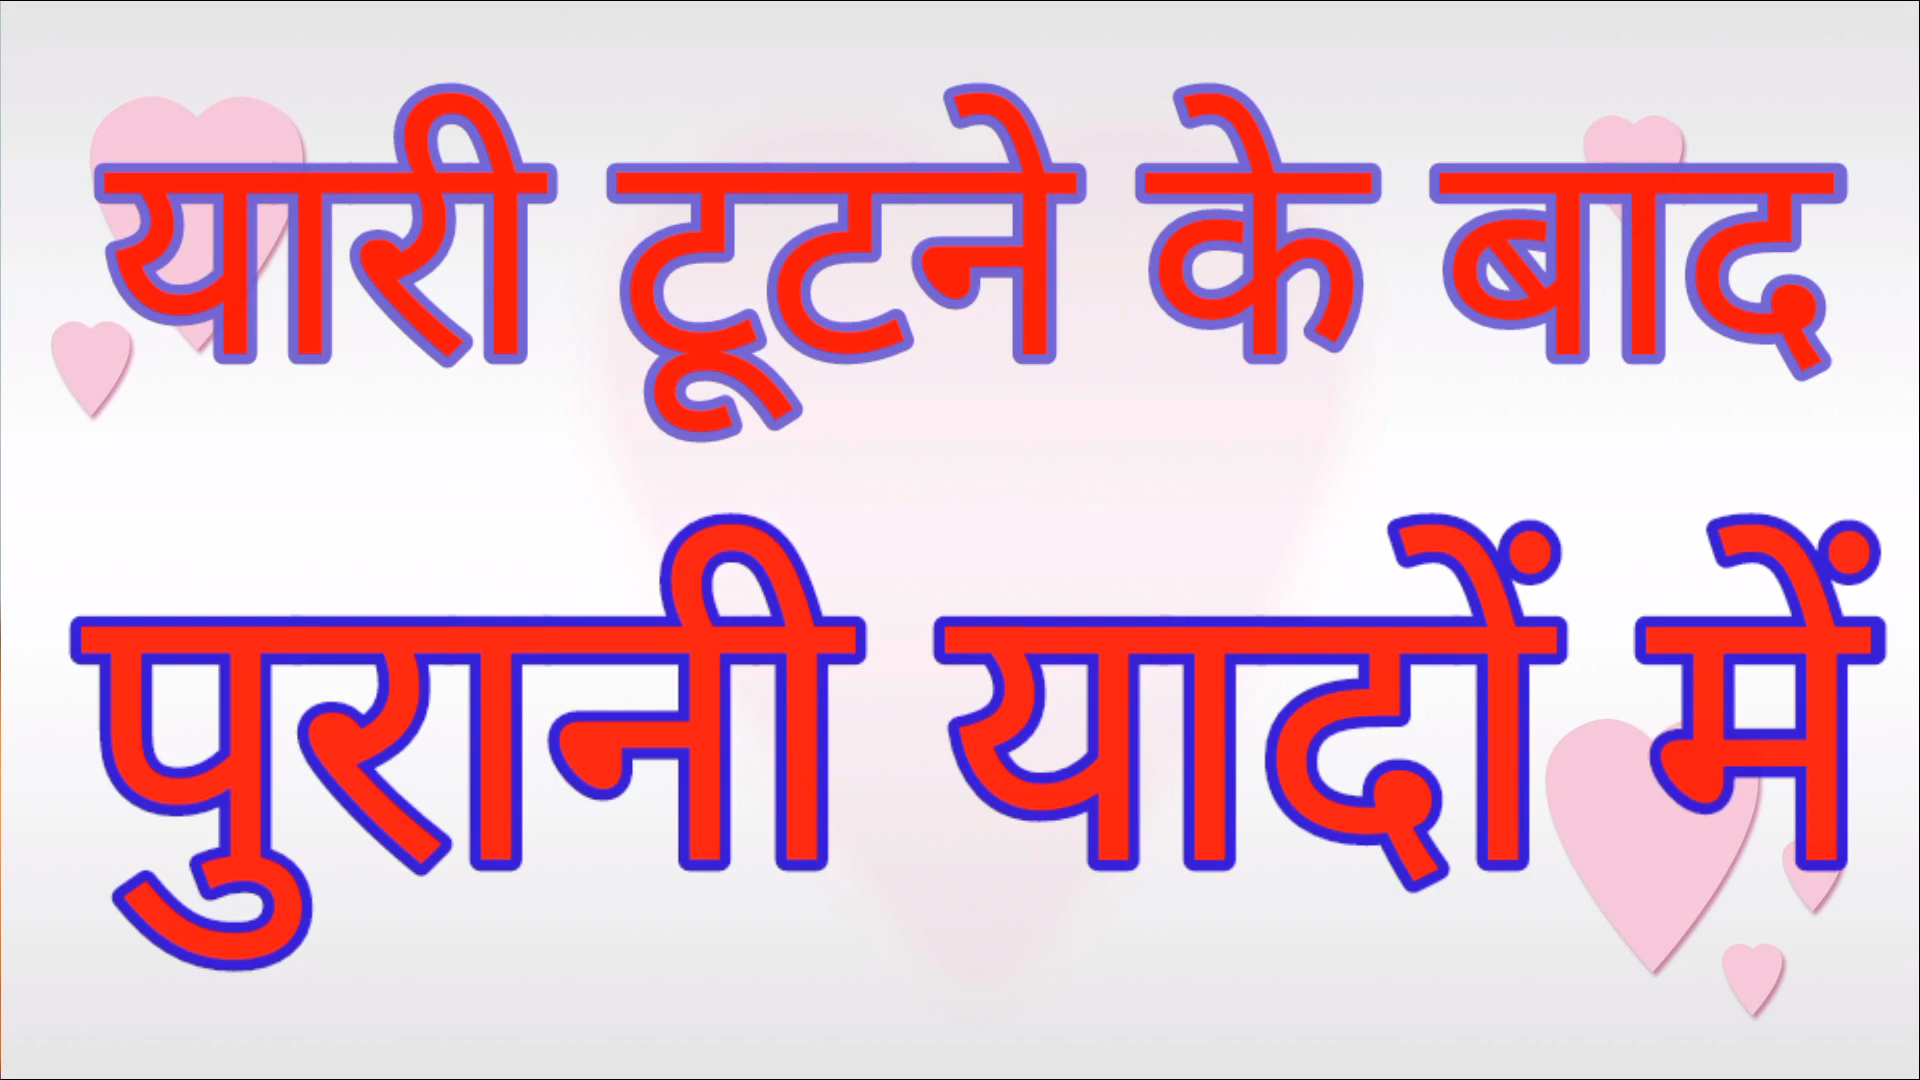 यारी टूटने के बाद
पुरानी यादों में